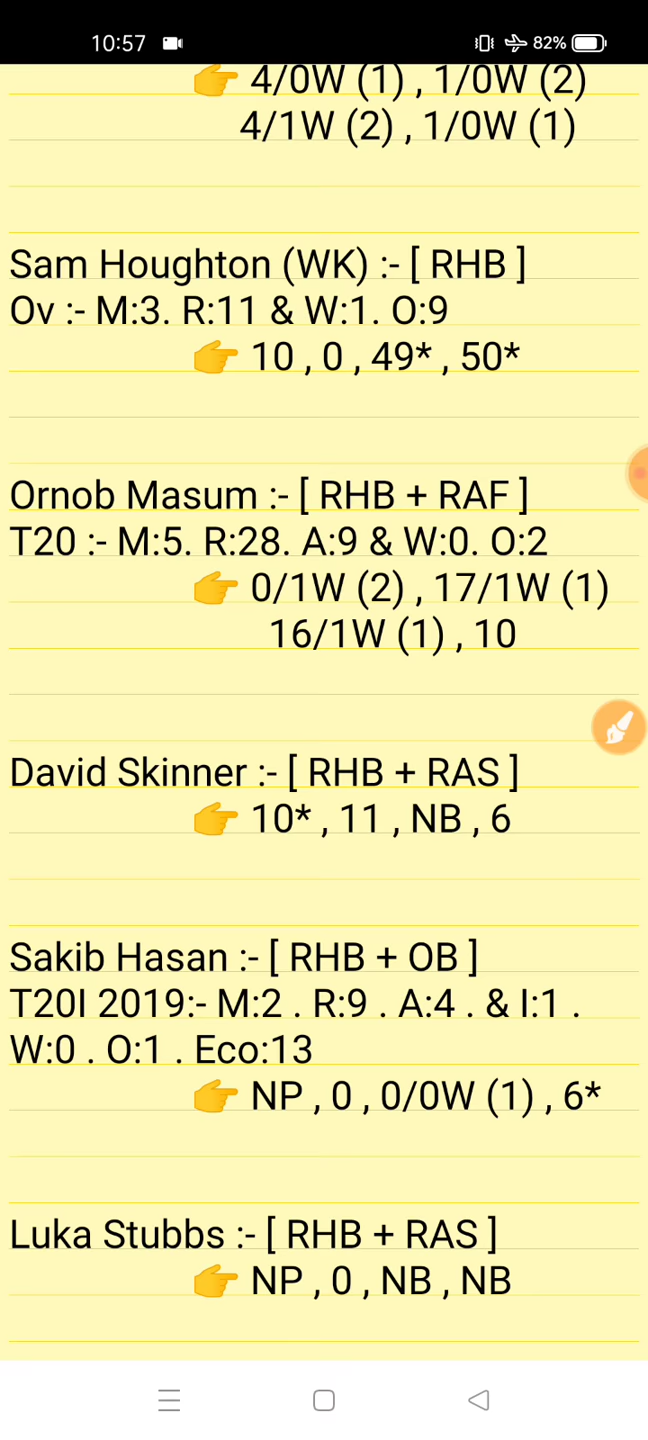 10:57 82%
👉 4/0W (1) , 1/0W (2)
4/1W (2) , 1/0W (1)
Sam Houghton (WK) :- [ RHB ]
Ov :- M:3. R:11 & W:1. O:9
👉 10 , 0 , 49* , 50*
Ornob Masum :- [ RHB + RAF ]
T20 :- M:5. R:28. A:9 & W:0. O:2
👉 0/1W (2) , 17/1W (1)
16/1W (1) , 10
David Skinner :- [ RHB + RAS ]
👉 10* , 11 , NB , 6
Sakib Hasan :- [ RHB + OB ]
T20I 2019:- M:2 . R:9 . A:4 . & I:1 .
W:0 . O:1 . Eco:13
👉 NP , 0 , 0/0W (1) , 6*
Luka Stubbs :- [ RHB + RAS ]
👉 NP , 0 , NB , NB